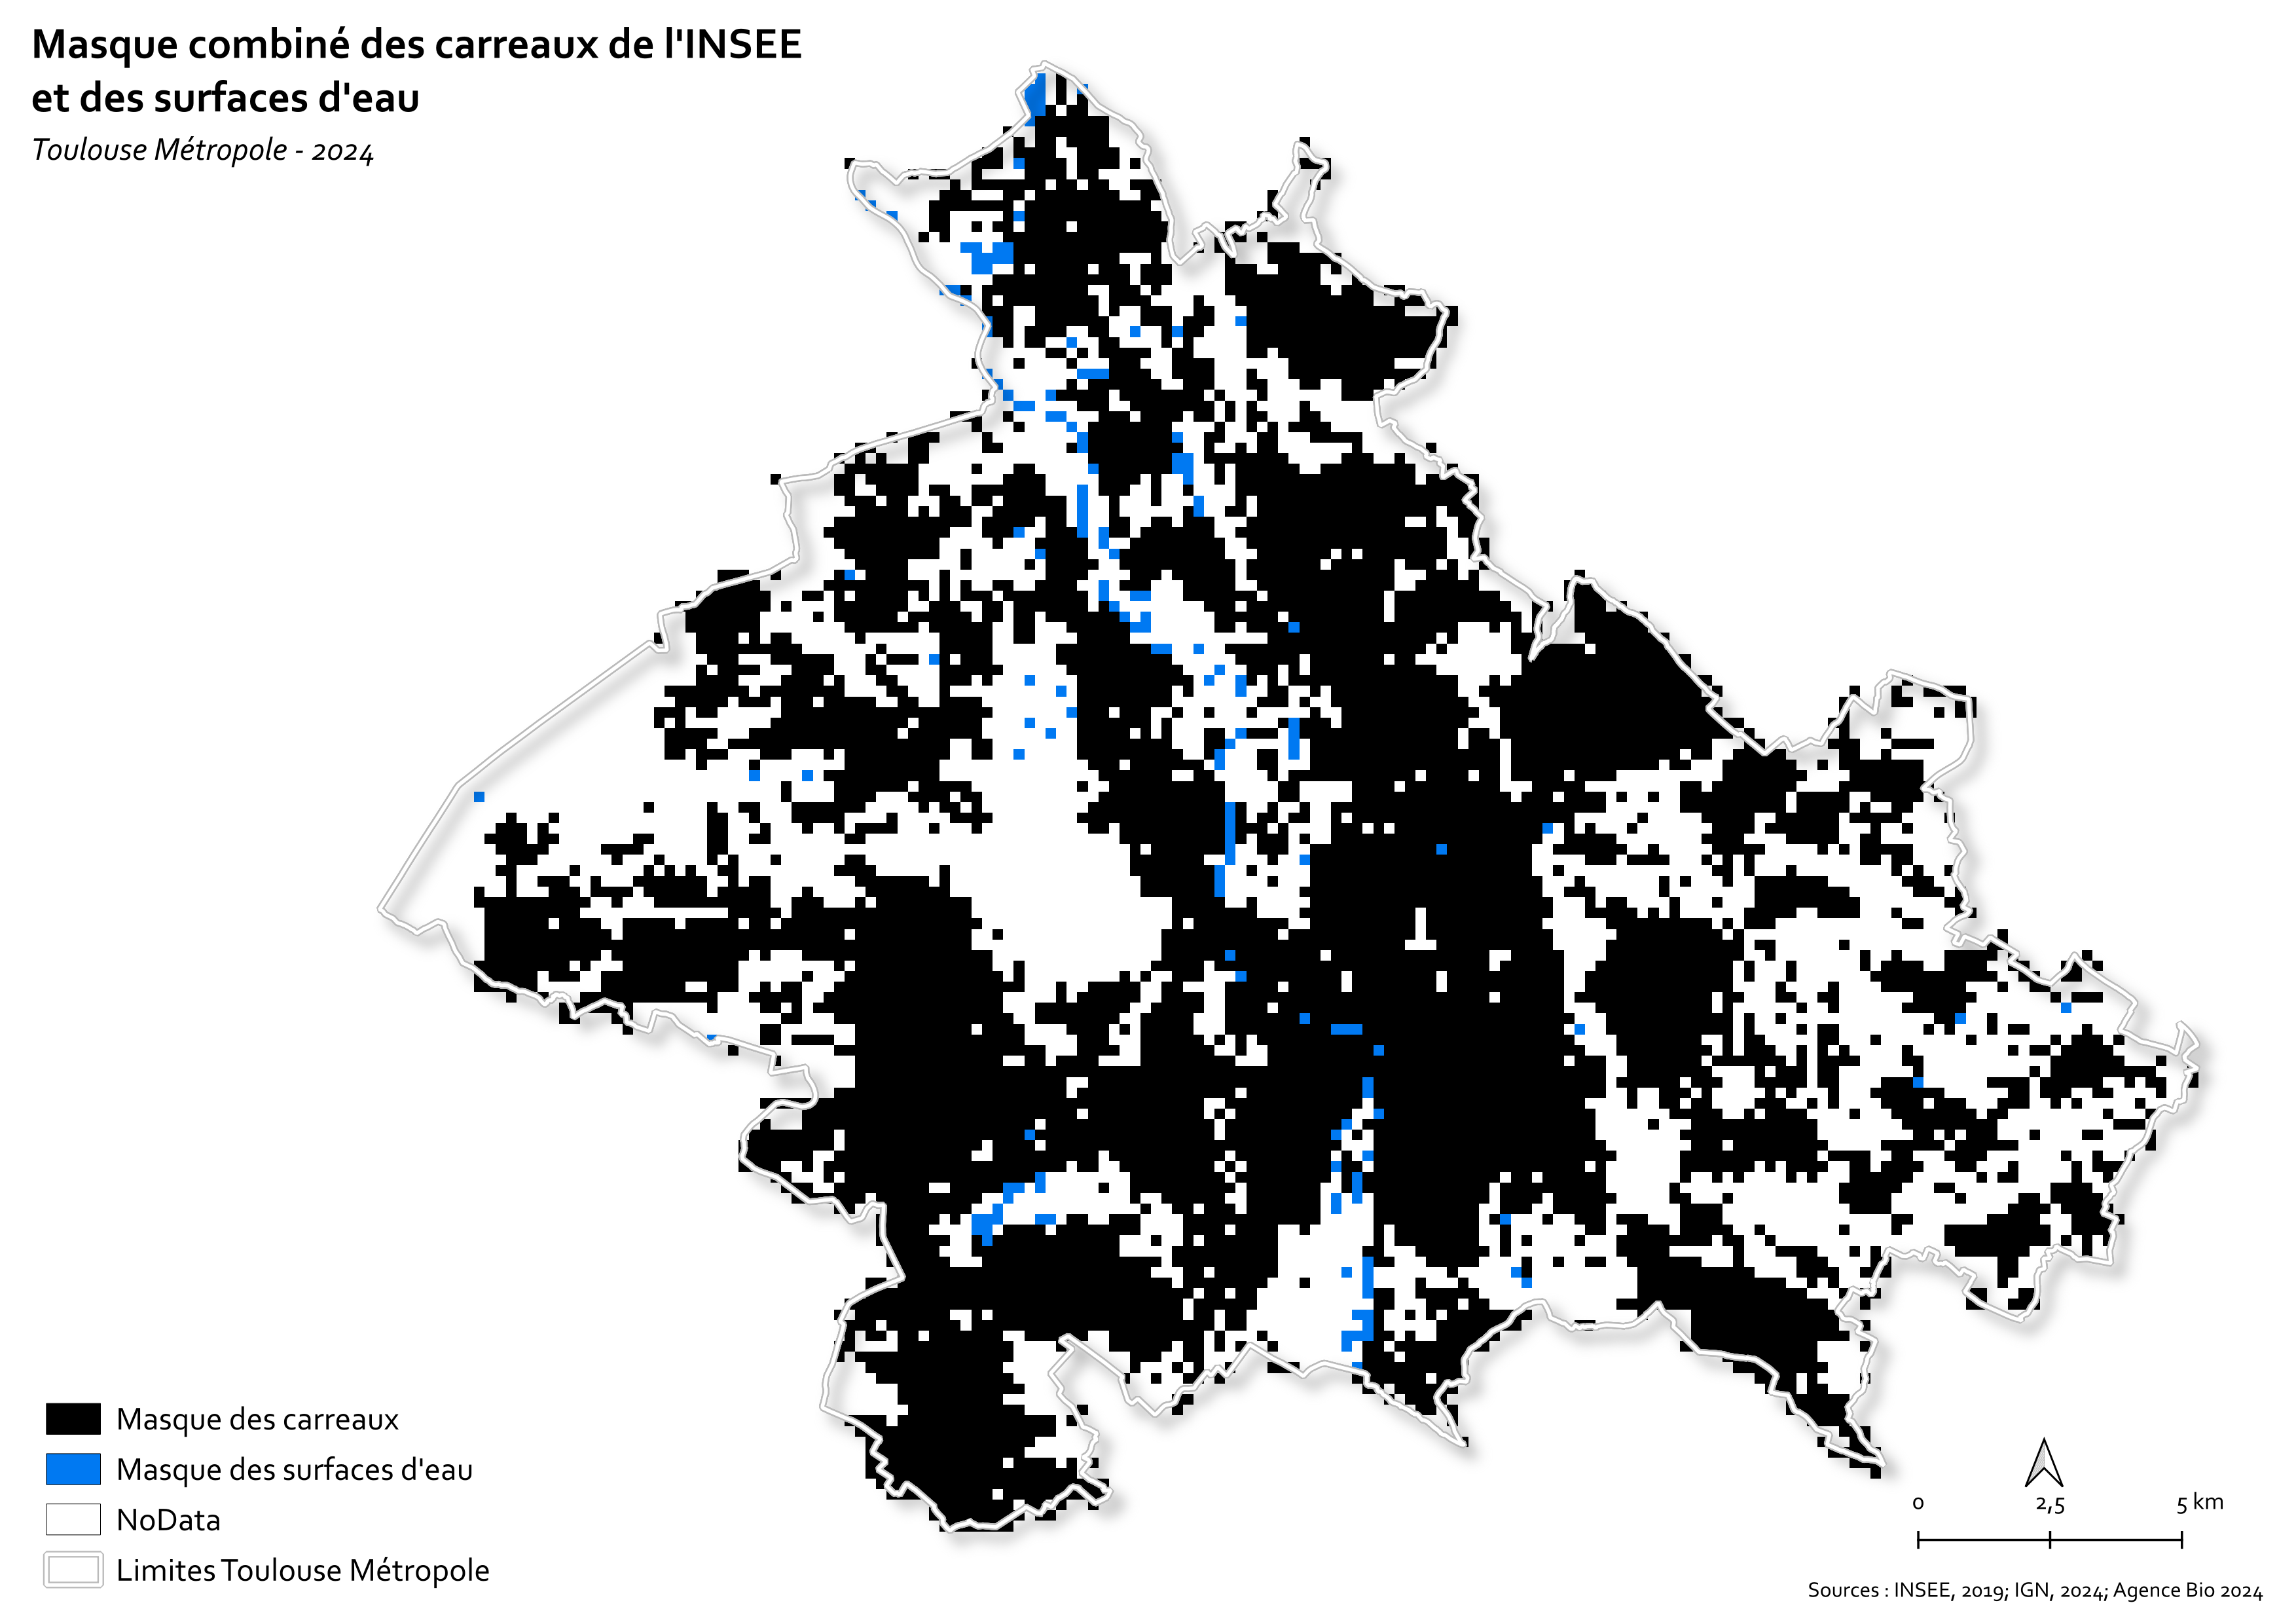 Masque combiné des carreaux de l'INSEE
et des surfaces d'eau
Toulouse Métropole - 2024
Masque des carreaux
Masque des surfaces d'eau
NoData
Limites Toulouse Métropole
0 2,5 5 km
Sources : INSEE, 2019; IGN, 2024; Agence Bio 2024